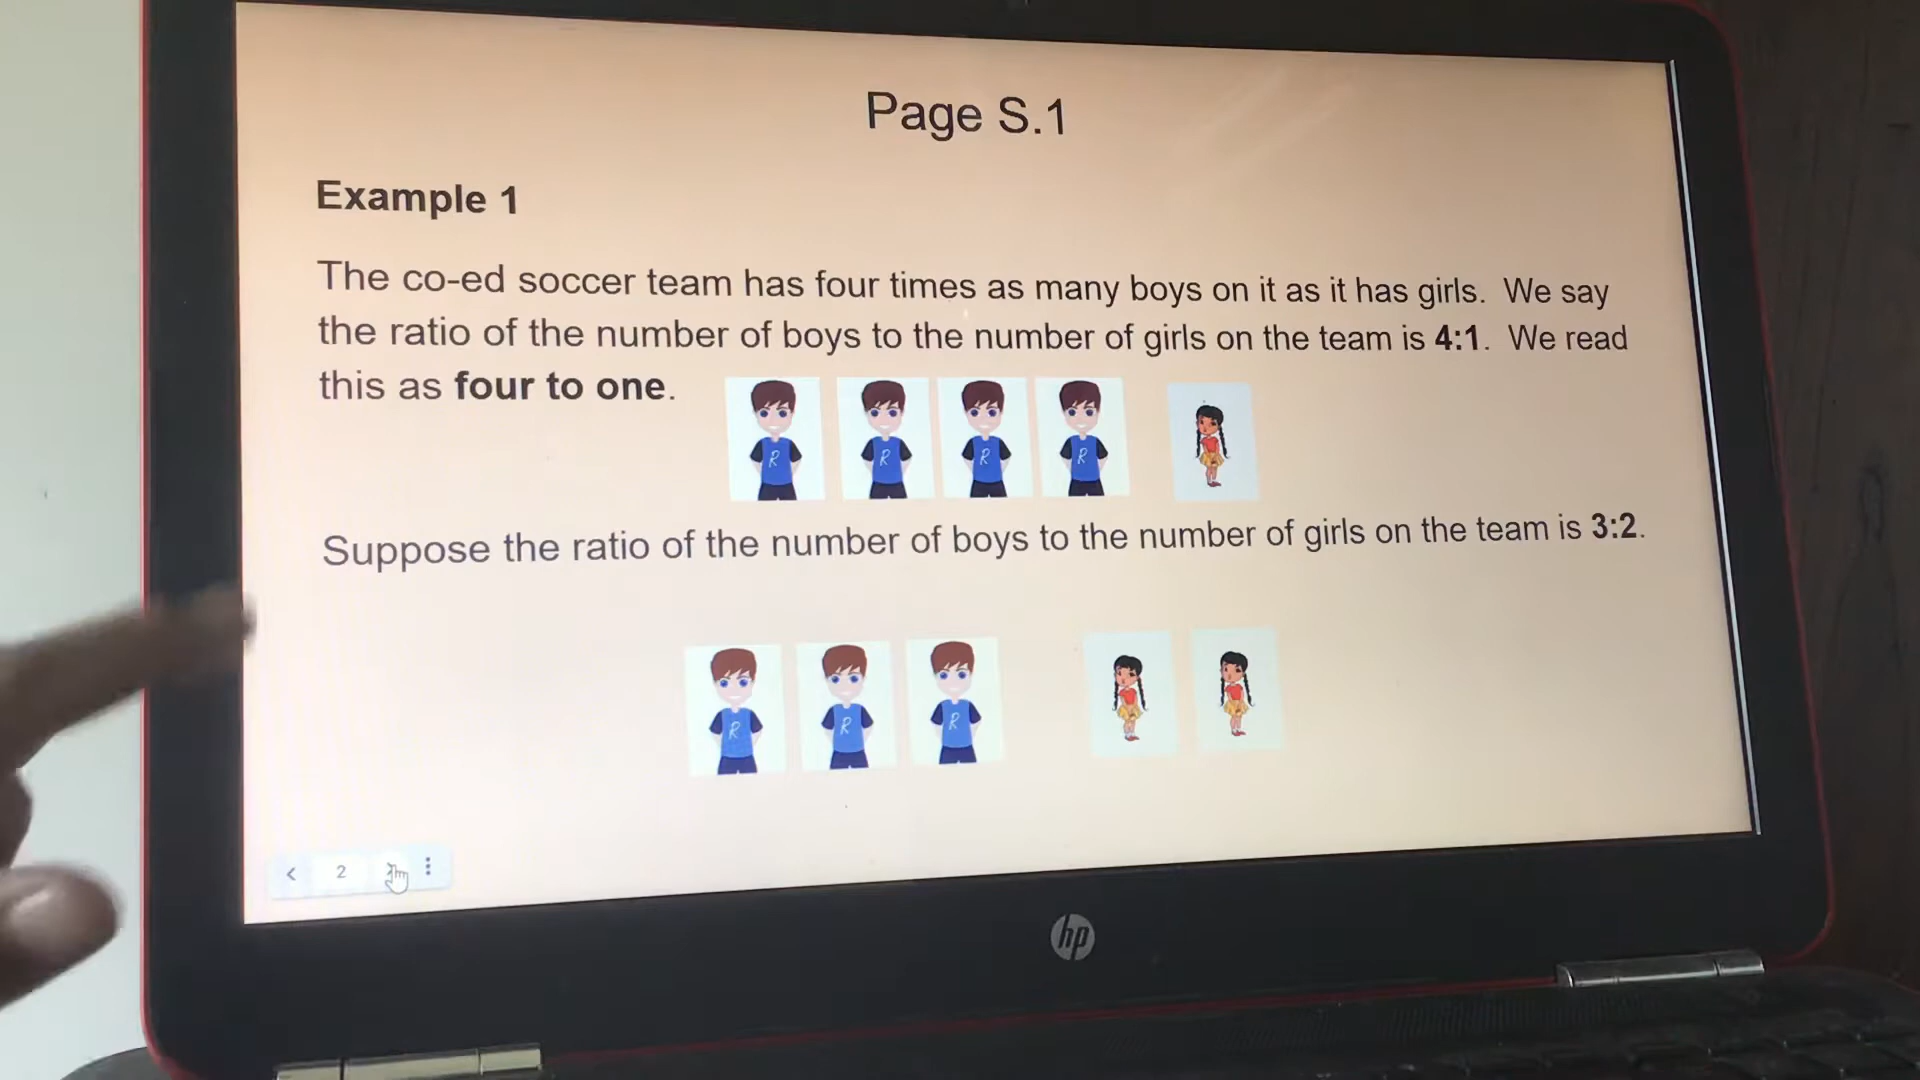 Page S.1
Example 1
The co-ed soccer team has four times as many boys on it as it has girls. We say
the ratio of the number of boys to the number of girls on the team is 4:1. We read
this as four to one.
R R R R
Suppose the ratio of the number of boys to the number of girls on the team is 3:2.
R R R
2
hp